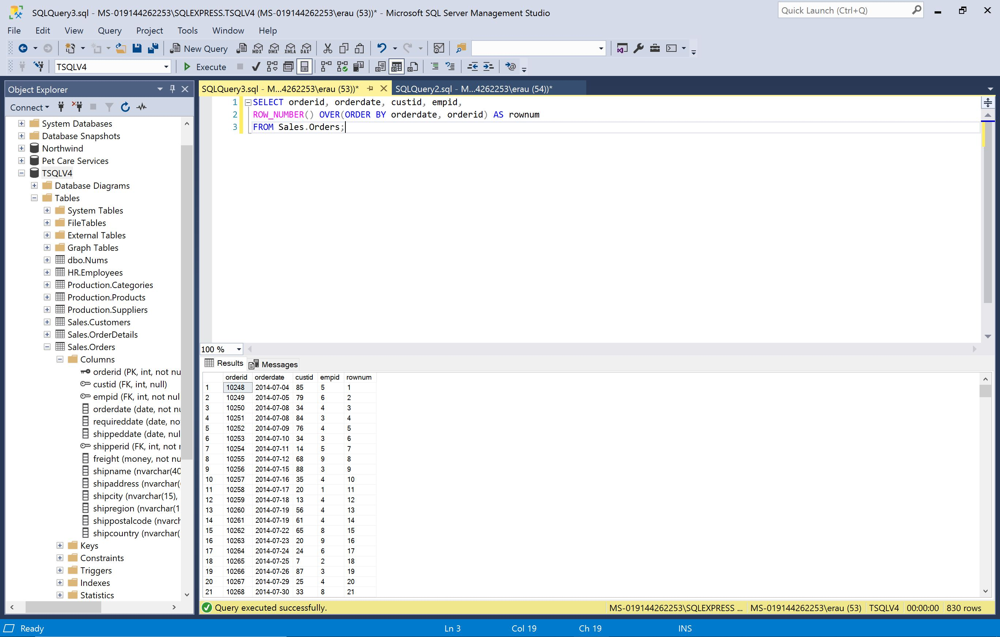 SQLQuery3.sql - MS-019144262253\SQLEXPRESS.TSQLV4 (MS-019144262253\erau (53))* - Microsoft SQL Server Management Studio
Quick Launch (Ctrl+Q)
File Edit View Query Project Tools Window Help
New Query MDX DMX XMLA DAX
TSQLV4 Execute
Object Explorer
Connect
System Databases
Database Snapshots
Northwind
Pet Care Services
TSQLV4
Database Diagrams
Tables
System Tables
FileTables
External Tables
Graph Tables
dbo.Nums
HR.Employees
Production.Categories
Production.Products
Production.Suppliers
Sales.Customers
Sales.OrderDetails
Sales.Orders
Columns
orderid (PK, int, not nu
custid (FK, int, null)
empid (FK, int, not nul
orderdate (date, not nu
requireddate (date, no
shippeddate (date, nul
shipperid (FK, int, not
freight (money, not nu
shipname (nvarchar(40
shipaddress (nvarchar(
shipcity (nvarchar(15),
shipregion (nvarchar(1
shippostalcode (nvarch
shipcountry (nvarchar(
Keys
Constraints
Triggers
Indexes
Statistics
SQLQuery3.sql - M...4262253\erau (53))* SQLQuery2.sql - M...4262253\erau (54))*
1 SELECT orderid, orderdate, custid, empid,
2 ROW_NUMBER() OVER(ORDER BY orderdate, orderid) AS rownum
3 FROM Sales.Orders;
100 %
Results Messages
orderid orderdate custid empid rownum
1 10248 2014-07-04 85 5 1
2 10249 2014-07-05 79 6 2
3 10250 2014-07-08 34 4 3
4 10251 2014-07-08 84 3 4
5 10252 2014-07-09 76 4 5
6 10253 2014-07-10 34 3 6
7 10254 2014-07-11 14 5 7
8 10255 2014-07-12 68 9 8
9 10256 2014-07-15 88 3 9
10 10257 2014-07-16 35 4 10
11 10258 2014-07-17 20 1 11
12 10259 2014-07-18 13 4 12
13 10260 2014-07-19 56 4 13
14 10261 2014-07-19 61 4 14
15 10262 2014-07-22 65 8 15
16 10263 2014-07-23 20 9 16
17 10264 2014-07-24 24 6 17
18 10265 2014-07-25 7 2 18
19 10266 2014-07-26 87 3 19
20 10267 2014-07-29 25 4 20
21 10268 2014-07-30 33 8 21
Query executed successfully. MS-019144262253\SQLEXPRESS ... MS-019144262253\erau (53) TSQLV4 00:00:00 830 rows
Ready Ln 3 Col 19 Ch 19 INS